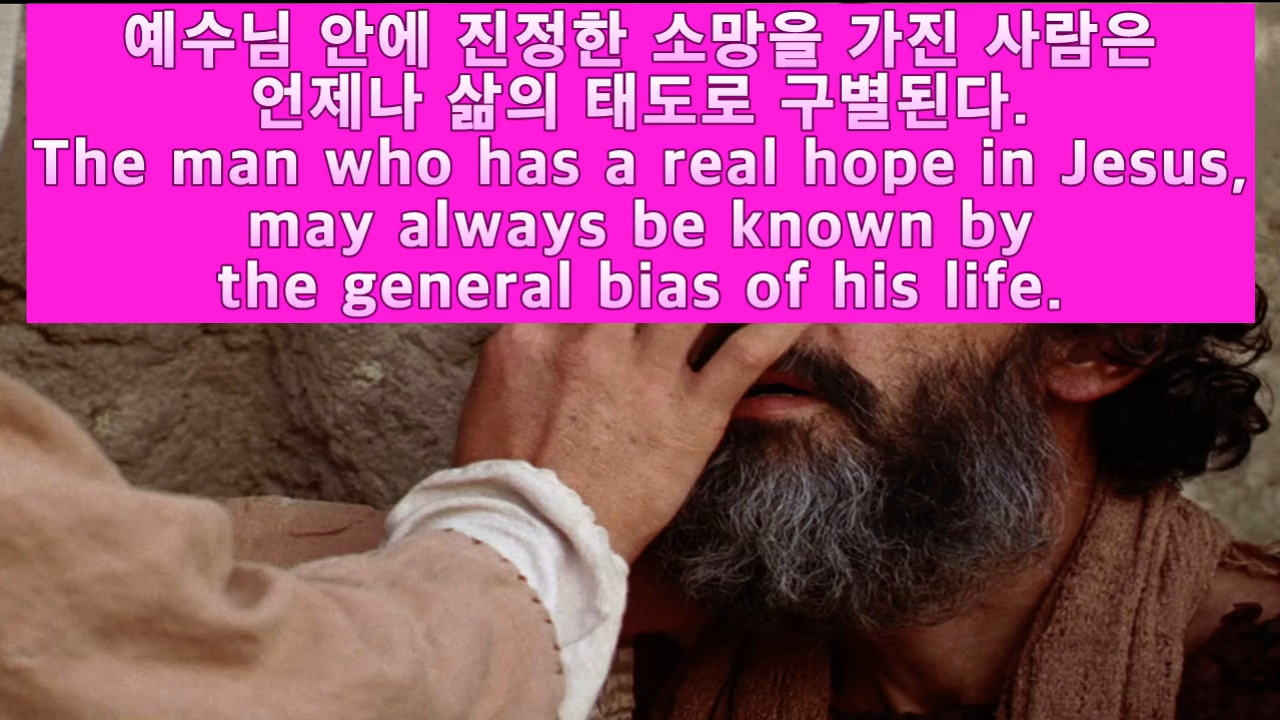 예수님 안에 진정한 소망을 가진 사람은
언제나 삶의 태도로 구별된다.
The man who has a real hope in Jesus,
may always be known by
the general bias of his life.